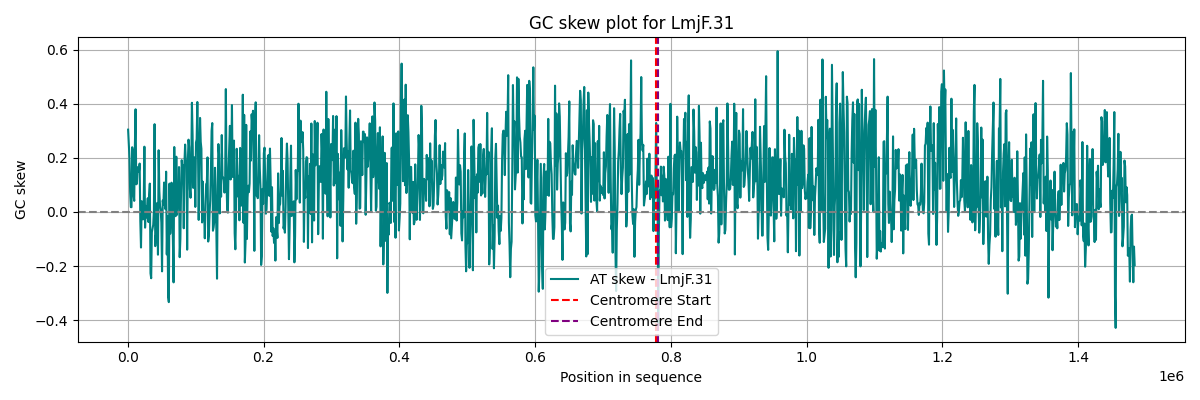 GC skew plot for LmjF.31
GC skew
0.6
0.4
0.2
0.0
−0.2
−0.4
AT skew - LmjF.31
Centromere Start
Centromere End
0.0
0.2
0.4
0.6
0.8
1.0
1.2
1.4
1e6
Position in sequence